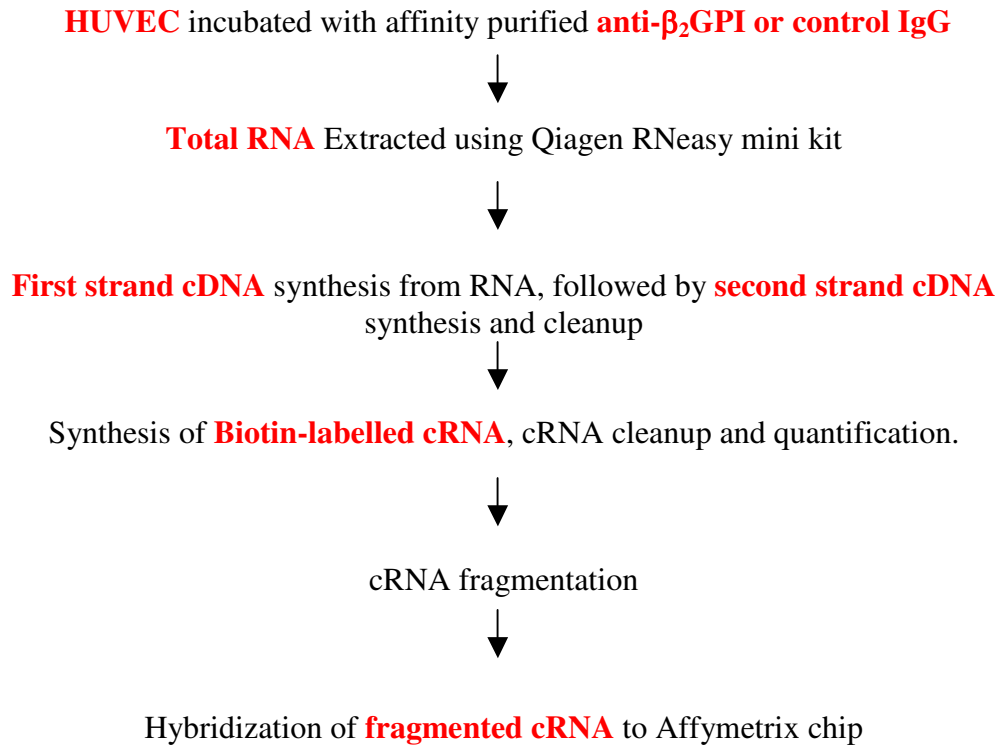 HUVEC incubated with affinity purified anti-β₂GPI or control IgG
Total RNA Extracted using Qiagen RNeasy mini kit
First strand cDNA synthesis from RNA, followed by second strand cDNA
synthesis and cleanup
Synthesis of Biotin-labelled cRNA, cRNA cleanup and quantification.
cRNA fragmentation
Hybridization of fragmented cRNA to Affymetrix chip